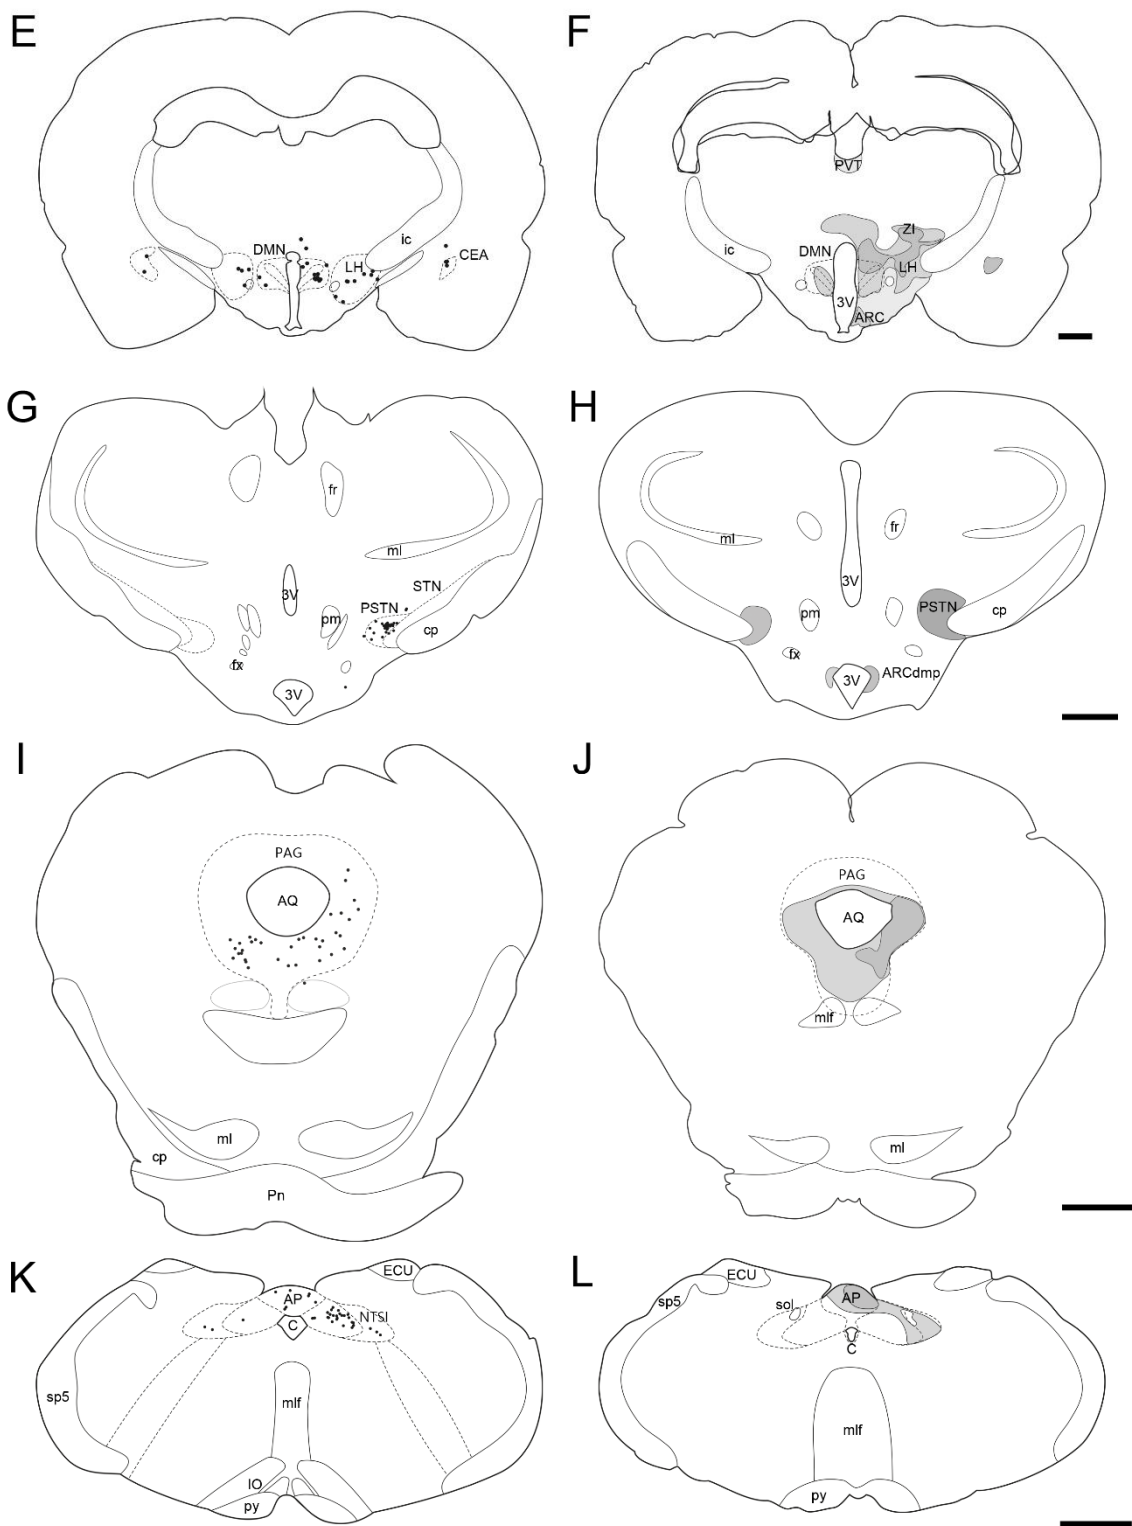 E
DMN
LH
ic
CEA
F
PVT
ZI
DMN
ic
LH
3V
ARC
G
fr
ml
STN
3V
PSTN
pm
cp
fx
3V
H
fr
ml
3V
PSTN
pm
cp
fx
3V
ARCdmp
I
PAG
AQ
ml
cp
Pn
J
PAG
AQ
mlf
ml
K
ECU
AP
NTSl
C
sp5
mlf
IO
py
L
ECU
sp5
AP
sol
C
mlf
py